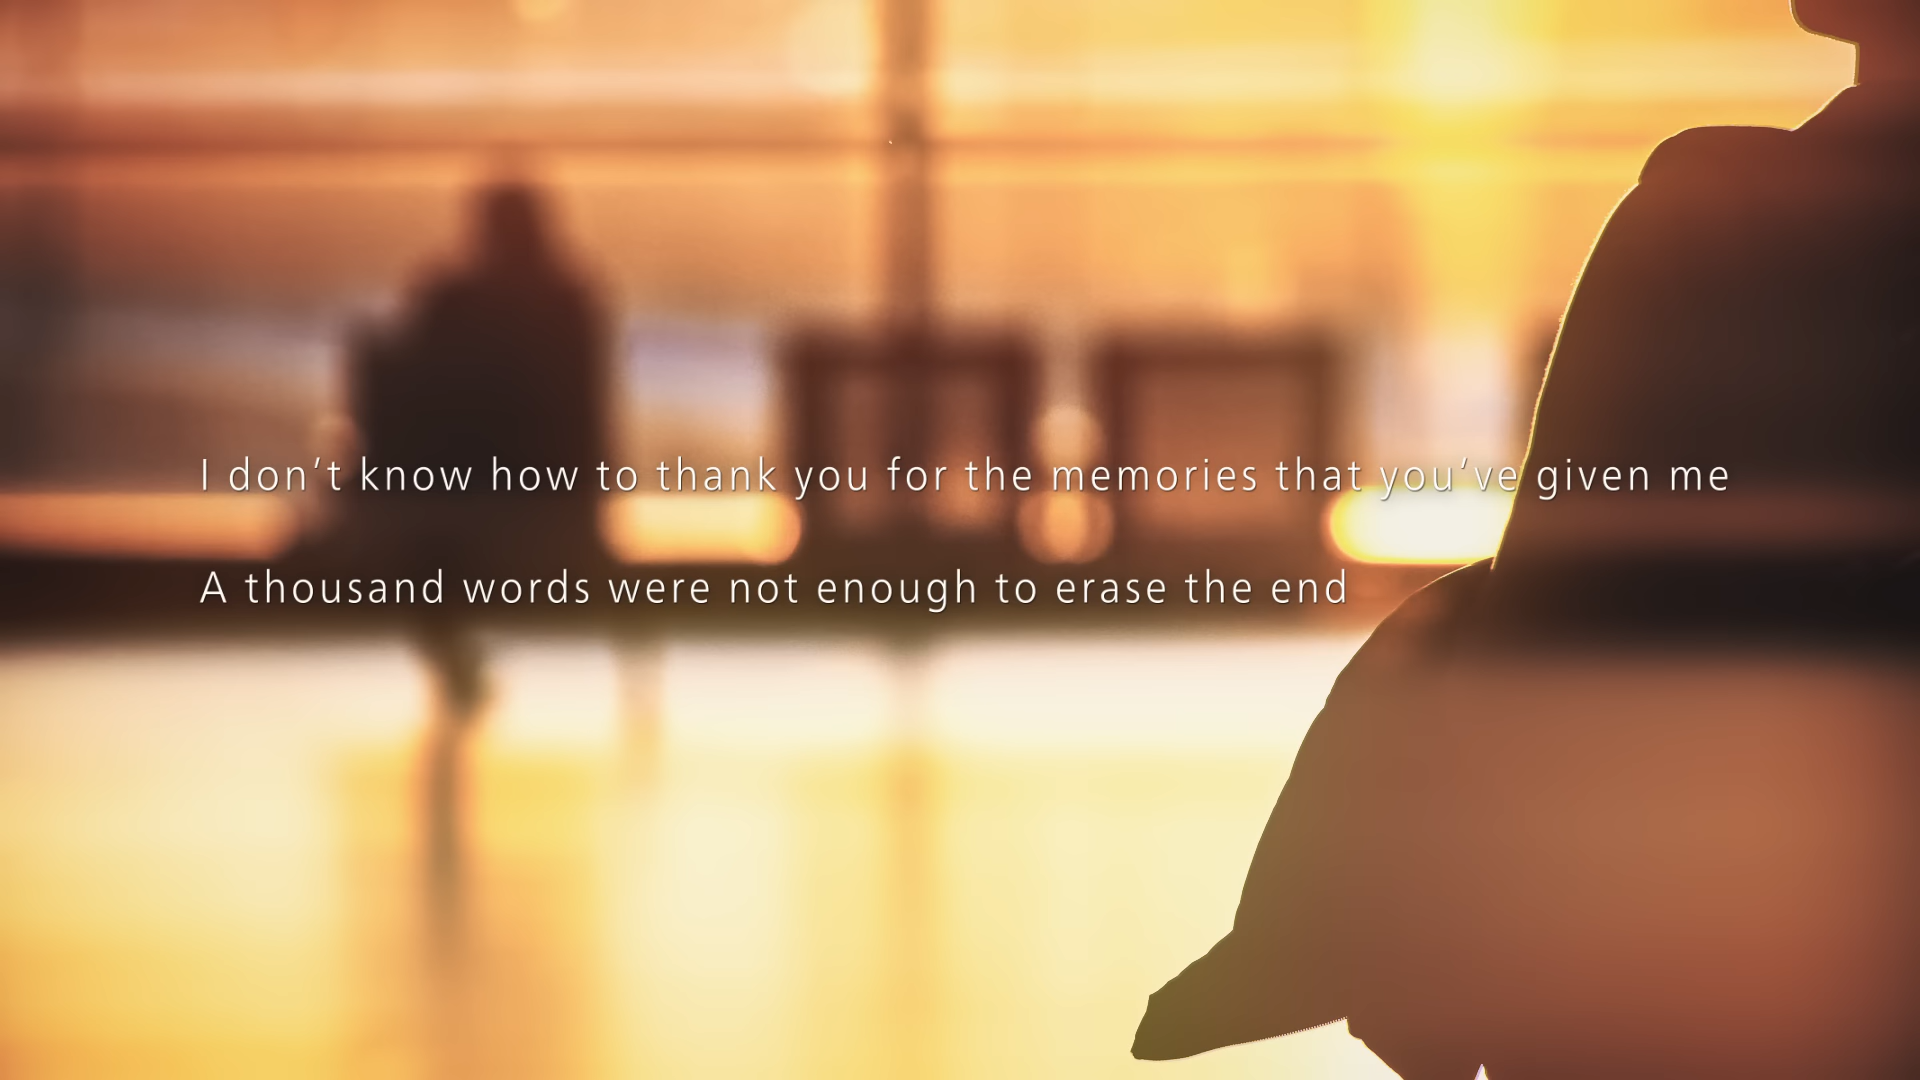 I don’t know how to thank you for the memories that you’ve given me
A thousand words were not enough to erase the end